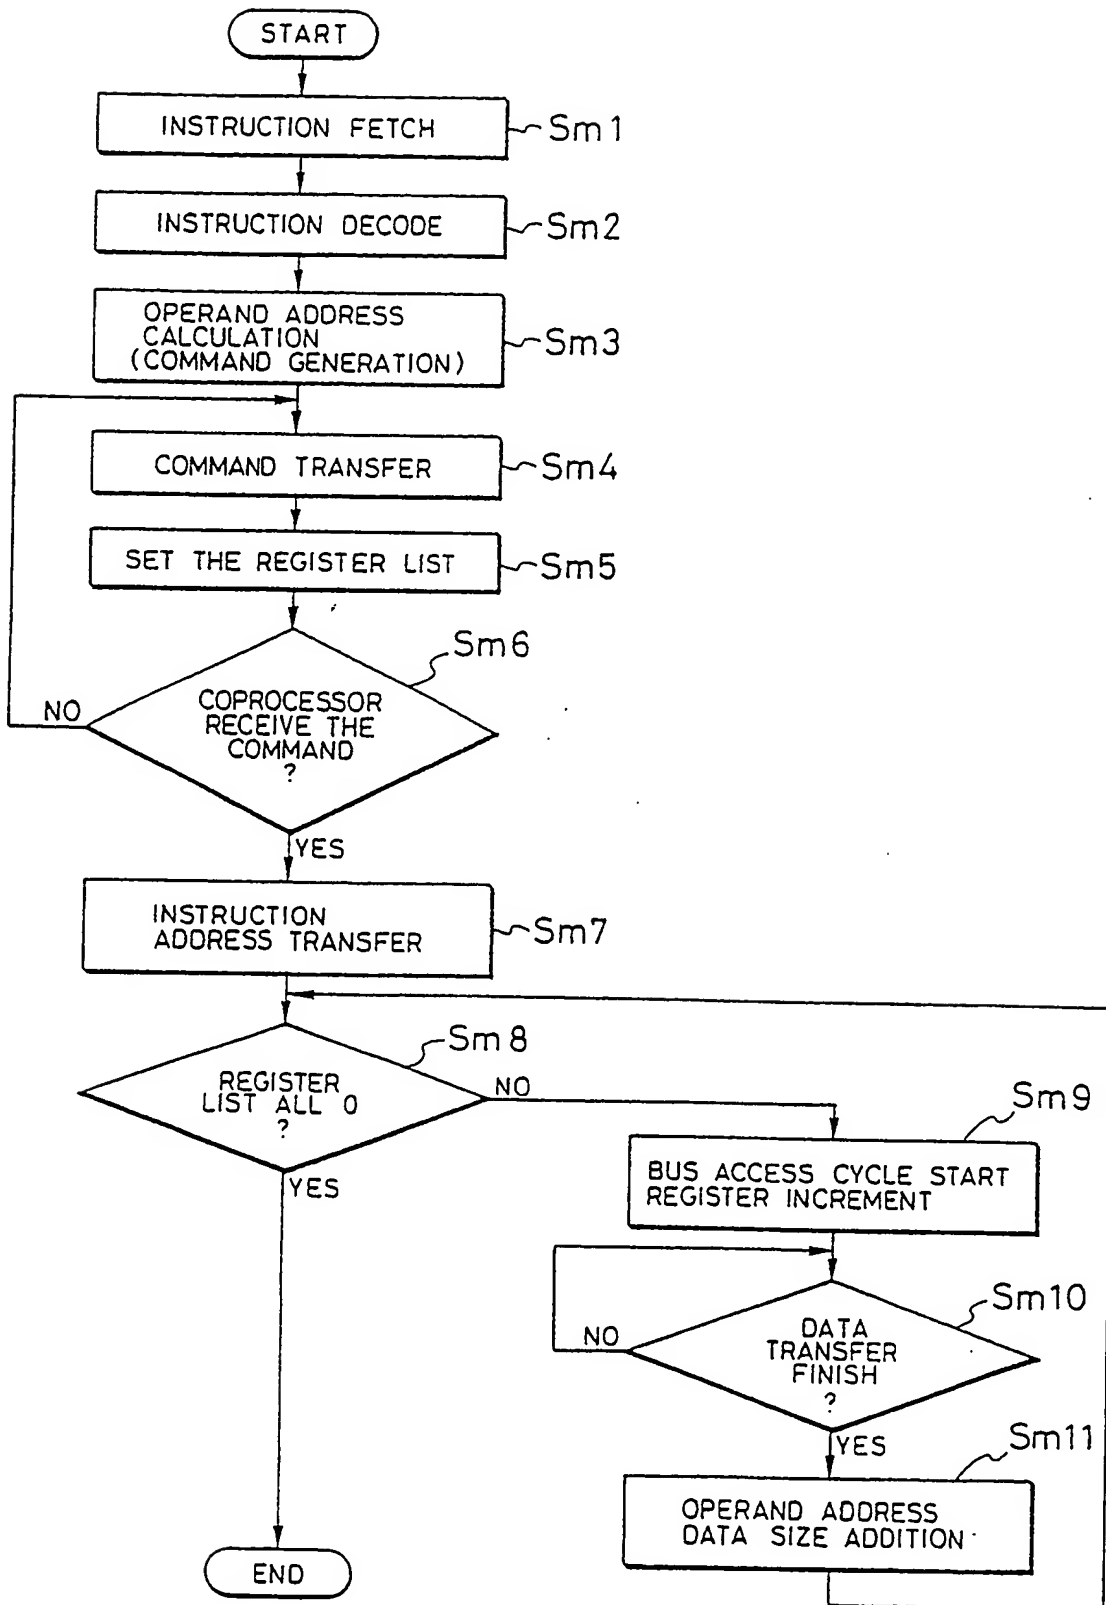 START
INSTRUCTION FETCH
Sm1
INSTRUCTION DECODE
Sm2
OPERAND ADDRESS
CALCULATION
(COMMAND GENERATION)
Sm3
COMMAND TRANSFER
Sm4
SET THE REGISTER LIST
Sm5
Sm6
COPROCESSOR
RECEIVE THE
COMMAND
?
NO
YES
INSTRUCTION
ADDRESS TRANSFER
Sm7
Sm8
REGISTER
LIST ALL 0
?
NO
YES
Sm9
BUS ACCESS CYCLE START
REGISTER INCREMENT
Sm10
DATA
TRANSFER
FINISH
?
NO
YES
Sm11
OPERAND ADDRESS
DATA SIZE ADDITION
END